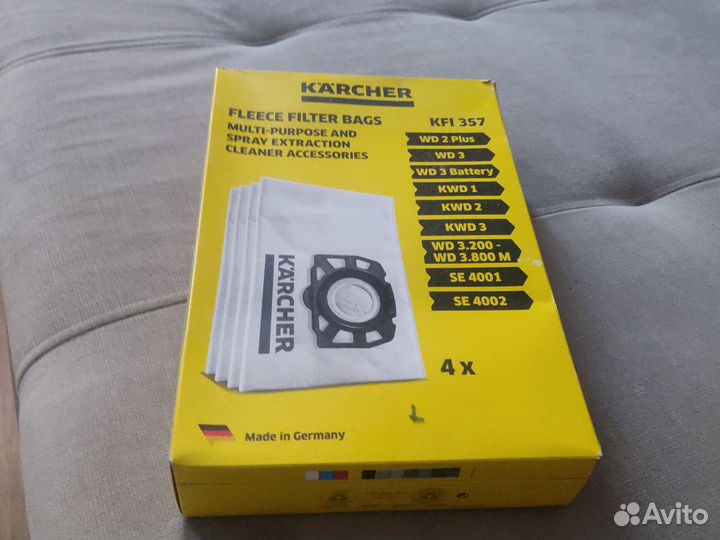 KÄRCHER
FLEECE FILTER BAGS
MULTI-PURPOSE AND
SPRAY EXTRACTION
CLEANER ACCESSORIES
KFI 357
WD 2 Plus
WD 3
WD 3 Battery
KWD 1
KWD 2
KWD 3
WD 3.200 -
WD 3.800 M
SE 4001
SE 4002
KÄRCHER
4 x
Made in Germany
Avito